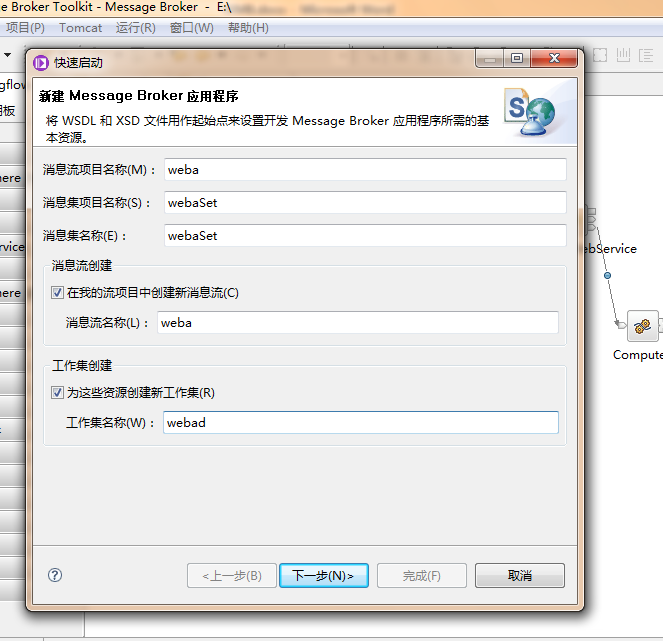 e Broker Toolkit - Message Broker - E:\
项目(P) Tomcat 运行(R) 窗口(W) 帮助(H)
快速启动
新建 Message Broker 应用程序
将 WSDL 和 XSD 文件用作起始点来设置开发 Message Broker 应用程序所需的基
本资源。
消息流项目名称(M)： weba
消息集项目名称(S)： webaSet
消息集名称(E)： webaSet
消息流创建
在我的流项目中创建新消息流(C)
消息流名称(L)： weba
工作集创建
为这些资源创建新工作集(R)
工作集名称(W)： webad
<上一步(B) 下一步(N)> 完成(F) 取消
gflow
板
here
ervice
here
ebService
Compute